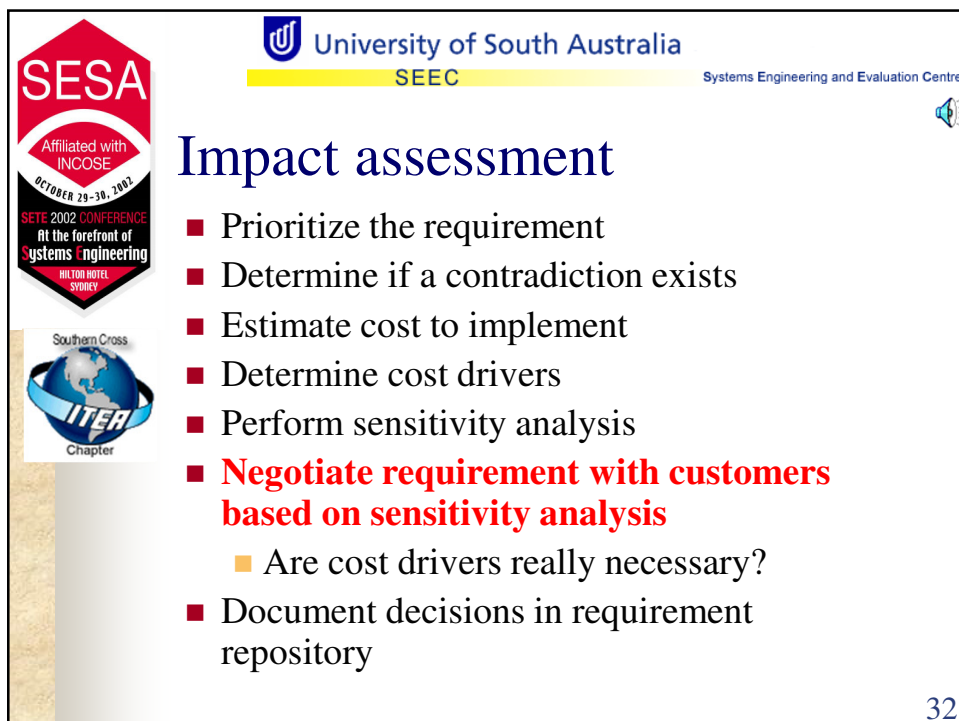 University of South Australia
SEEC
Systems Engineering and Evaluation Centre
SESA
Affiliated with
INCOSE
OCTOBER 29-30, 2002
SETE 2002 CONFERENCE
At the forefront of
Systems Engineering
HILTON HOTEL
SYDNEY
Southern Cross
ITEA
Chapter
Impact assessment
Prioritize the requirement
Determine if a contradiction exists
Estimate cost to implement
Determine cost drivers
Perform sensitivity analysis
Negotiate requirement with customers
based on sensitivity analysis
Are cost drivers really necessary?
Document decisions in requirement
repository
32